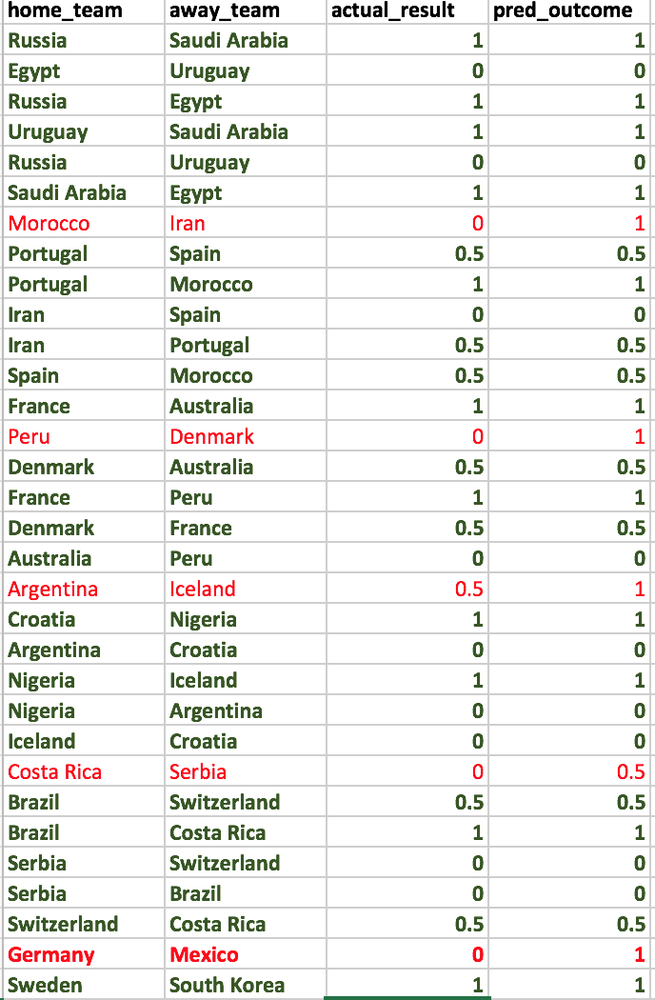 home_team away_team actual_result pred_outcome
Russia Saudi Arabia 1 1
Egypt Uruguay 0 0
Russia Egypt 1 1
Uruguay Saudi Arabia 1 1
Russia Uruguay 0 0
Saudi Arabia Egypt 1 1
Morocco Iran 0 1
Portugal Spain 0.5 0.5
Portugal Morocco 1 1
Iran Spain 0 0
Iran Portugal 0.5 0.5
Spain Morocco 0.5 0.5
France Australia 1 1
Peru Denmark 0 1
Denmark Australia 0.5 0.5
France Peru 1 1
Denmark France 0.5 0.5
Australia Peru 0 0
Argentina Iceland 0.5 1
Croatia Nigeria 1 1
Argentina Croatia 0 0
Nigeria Iceland 1 1
Nigeria Argentina 0 0
Iceland Croatia 0 0
Costa Rica Serbia 0 0.5
Brazil Switzerland 0.5 0.5
Brazil Costa Rica 1 1
Serbia Switzerland 0 0
Serbia Brazil 0 0
Switzerland Costa Rica 0.5 0.5
Germany Mexico 0 1
Sweden South Korea 1 1